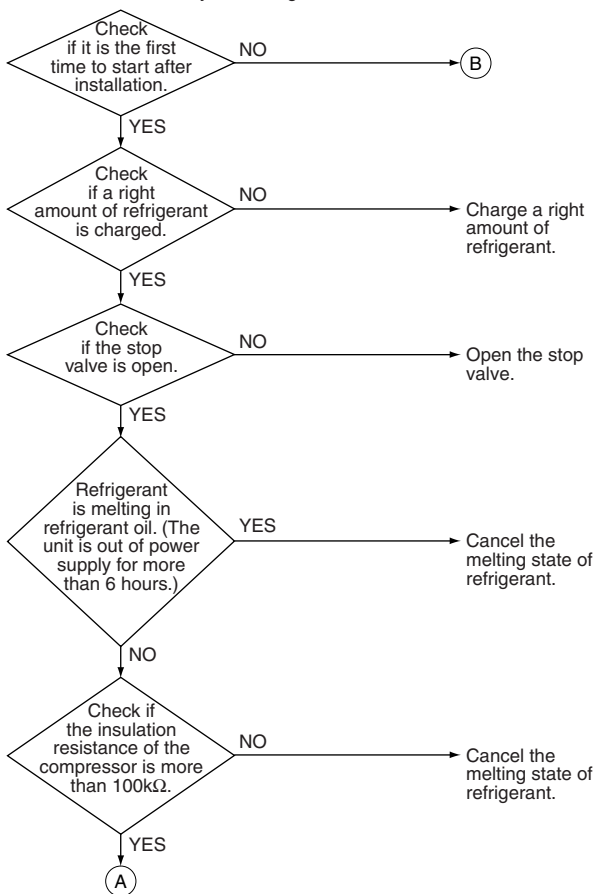 Check
if it is the first
time to start after
installation.
NO
B
YES
Check
if a right
amount of refrigerant
is charged.
NO
Charge a right
amount of
refrigerant.
YES
Check
if the stop
valve is open.
NO
Open the stop
valve.
YES
Refrigerant
is melting in
refrigerant oil. (The
unit is out of power
supply for more
than 6 hours.)
YES
Cancel the
melting state of
refrigerant.
NO
Check if
the insulation
resistance of the
compressor is more
than 100kΩ.
NO
Cancel the
melting state of
refrigerant.
YES
A